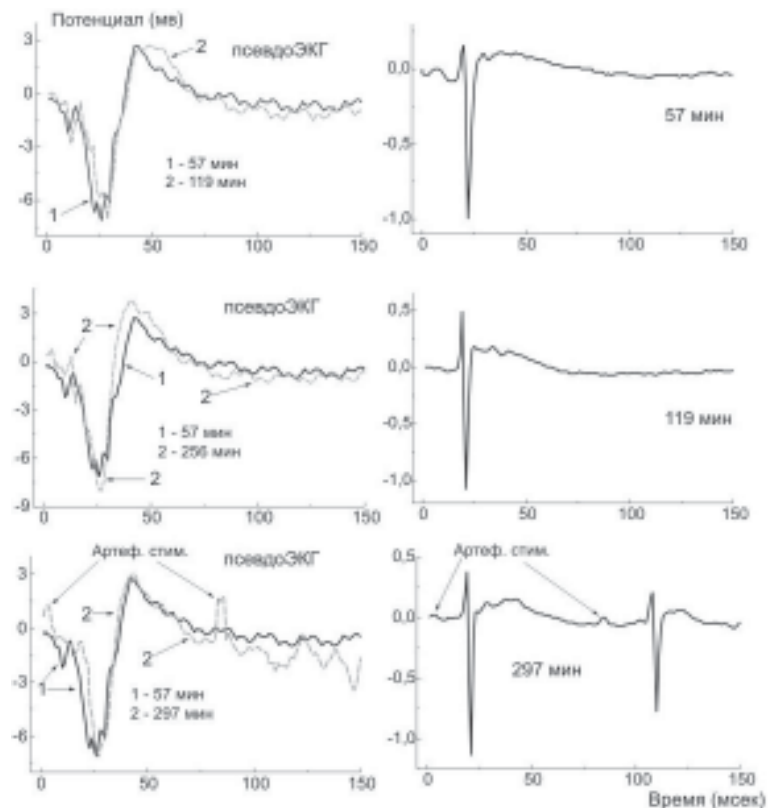 Потенциал (мв)
3
0
-3
-6
псевдоЭКГ
2
1
1 - 57 мин
2 - 119 мин
0 50 100 150
0,0
-0,5
-1,0
57 мин
0 50 100 150
3
0
-3
-6
-9
псевдоЭКГ
2
1
2
2
1 - 57 мин
2 - 256 мин
0 50 100 150
0,5
0,0
-0,5
-1,0
119 мин
0 50 100 150
3
0
-3
-6
Артеф. стим.
псевдоЭКГ
2
2
1
1 - 57 мин
2 - 297 мин
0 50 100 150
0,5
0,0
-0,5
-1,0
Артеф. стим.
297 мин
0 50 100 150
Время (мсек)